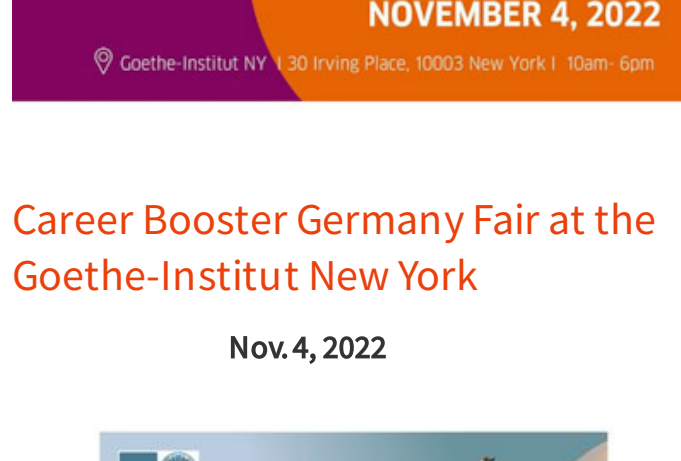 NOVEMBER 4, 2022
Goethe-Institut NY | 30 Irving Place, 10003 New York | 10am- 6pm
Career Booster Germany Fair at the
Goethe-Institut New York
Nov. 4, 2022